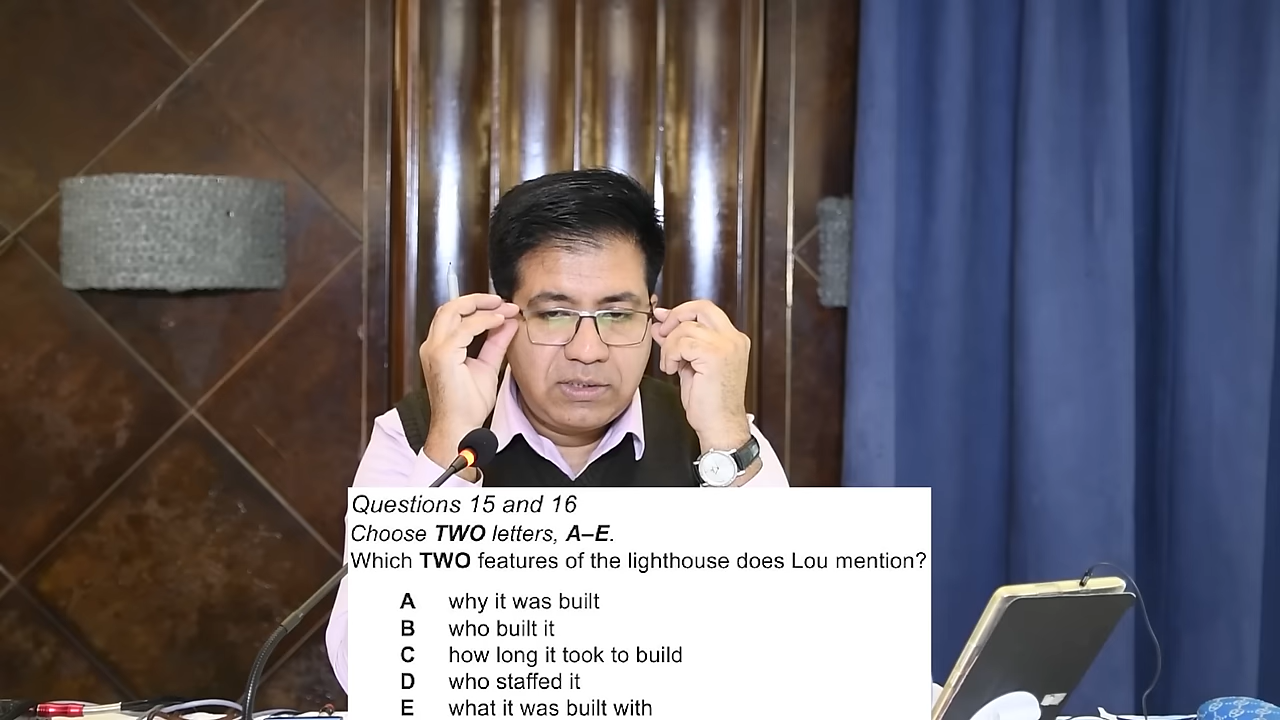 Questions 15 and 16
Choose TWO letters, A–E.
Which TWO features of the lighthouse does Lou mention?
A why it was built
B who built it
C how long it took to build
D who staffed it
E what it was built with